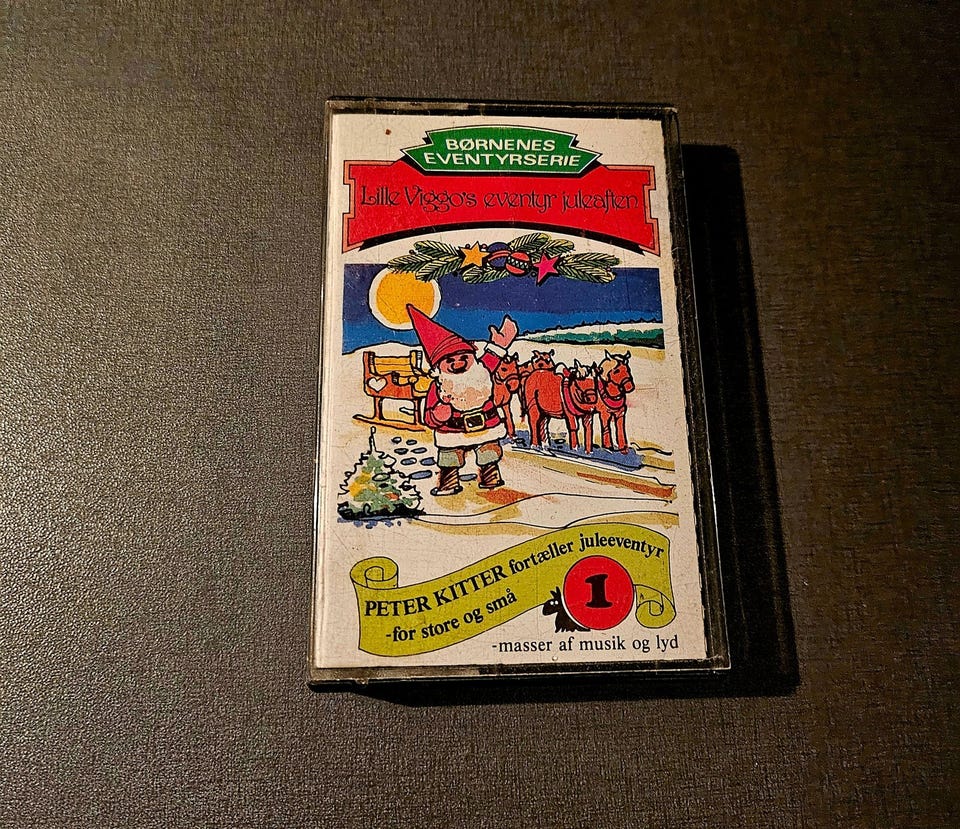 BØRNENES
EVENTYRSERIE
Lille Viggo's eventyr juleaften
PETER KITTER fortæller juleeventyr
-for store og små
1
-masser af musik og lyd